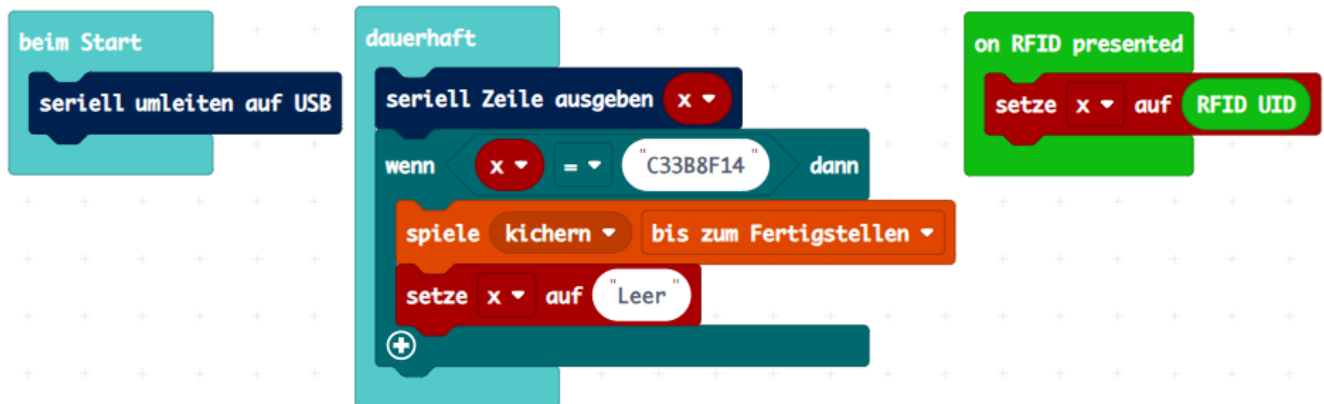 beim Start
seriell umleiten auf USB
dauerhaft
seriell Zeile ausgeben x
wenn x = "C33B8F14" dann
spiele kichern bis zum Fertigstellen
setze x auf "Leer"
on RFID presented
setze x auf RFID UID